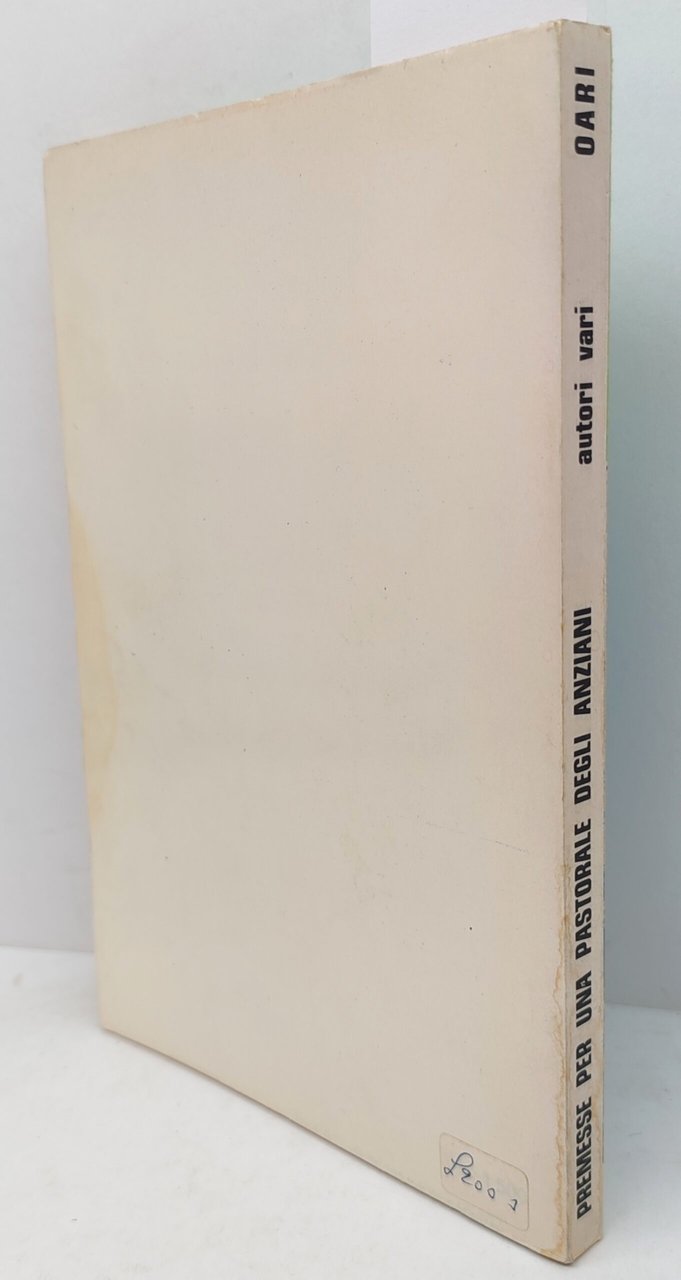 PREMESSE PER UNA PASTORALE DEGLI ANZIANI
autori vari
OARI